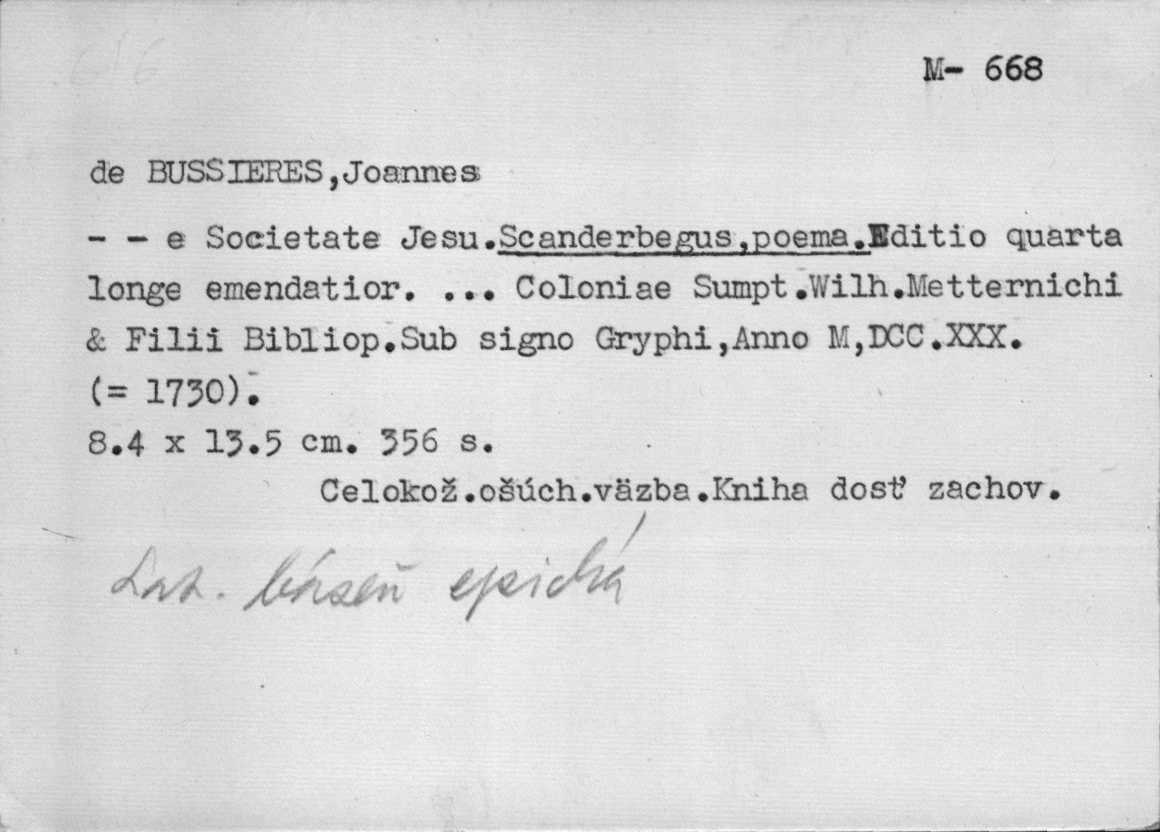 M- 668
de BUSSIERES,Joannes
- - e Societate Jesu.Scanderbegus,poema.Editio quarta
longe emendatior. ... Coloniae Sumpt.Wilh.Metternichi
& Filii Bibliop.Sub signo Gryphi,Anno M,DCC.XXX.
(= 1730).
8.4 x 13.5 cm. 356 s.
Celokož.ošúch.väzba.Kniha dosť zachov.
Lat. báseň epická